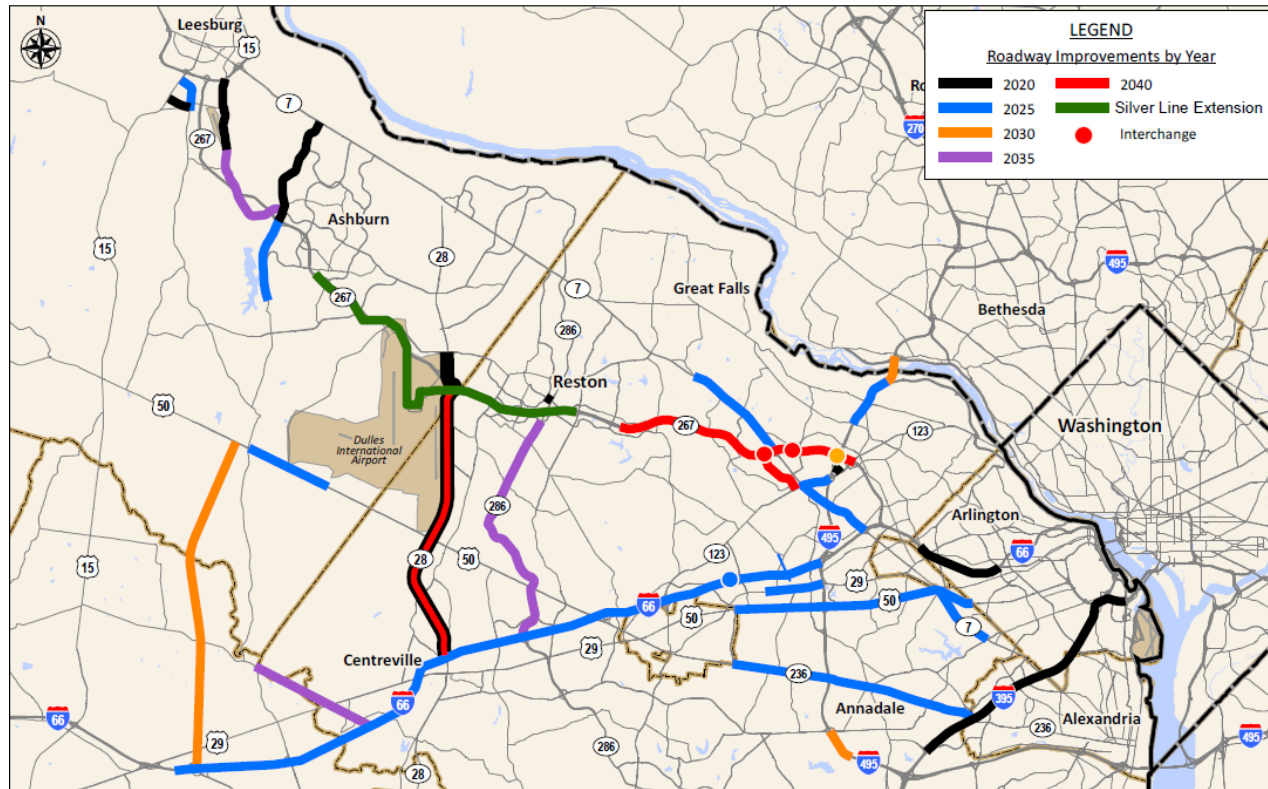 N
Leesburg
15
7
267
Ashburn
15
28
267
7
286
Great Falls
Ro
270
495
Bethesda
LEGEND
Roadway Improvements by Year
2020
2040
2025
Silver Line Extension
2030
Interchange
2035
Reston
50
Dulles
International
Airport
267
123
Washington
286
28
50
495
Arlington
66
123
29
15
66
50
50
7
29
Centreville
236
66
395
Annadale
Alexandria
66
29
236
286
495
495
28